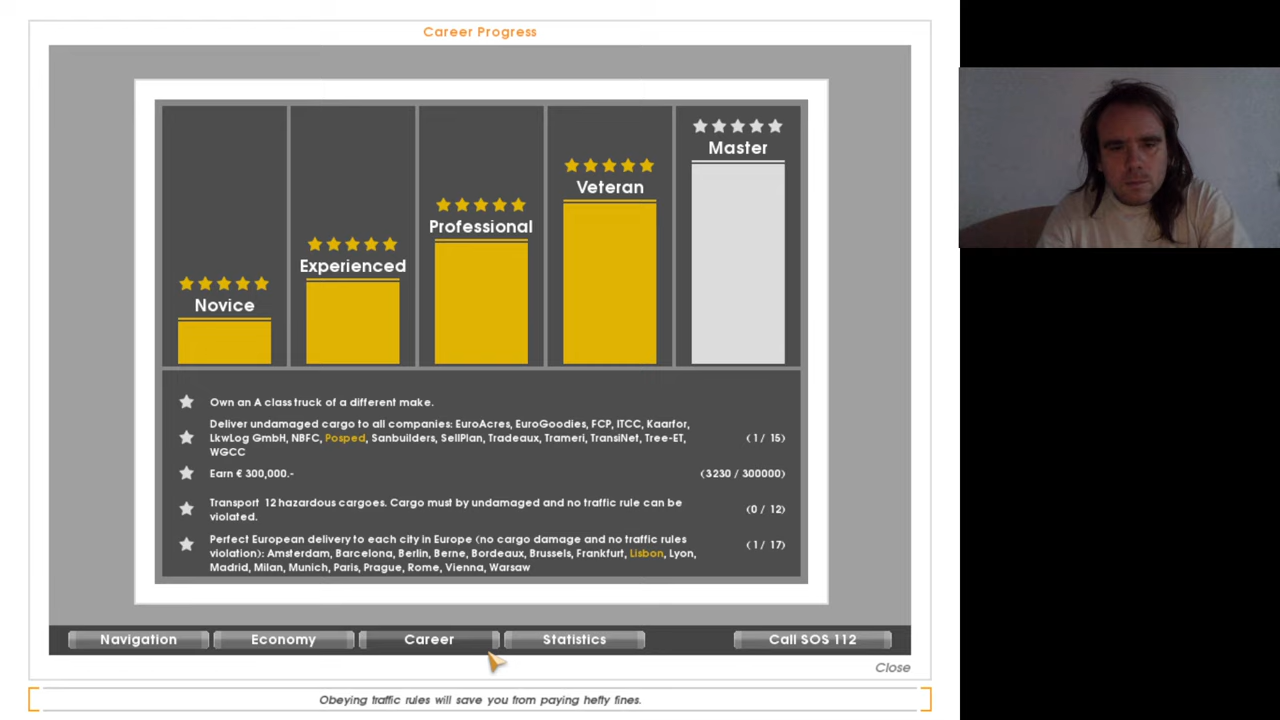 Career Progress
Master
Veteran
Professional
Experienced
Novice
Own an A class truck of a different make.
Deliver undamaged cargo to all companies: EuroAcres, EuroGoodies, FCP, ITCC, Kaarfor,
LkwLog GmbH, NBFC, Posped, Sanbuilders, SellPlan, Tradeaux, Trameri, TransiNet, Tree-ET,
WGCC
(1 / 15)
Earn € 300,000.-
(3230 / 300000)
Transport 12 hazardous cargoes. Cargo must by undamaged and no traffic rule can be
violated.
(0 / 12)
Perfect European delivery to each city in Europe (no cargo damage and no traffic rules
violation): Amsterdam, Barcelona, Berlin, Berne, Bordeaux, Brussels, Frankfurt, Lisbon, Lyon,
Madrid, Milan, Munich, Paris, Prague, Rome, Vienna, Warsaw
(1 / 17)
Navigation
Economy
Career
Statistics
Call SOS 112
Close
Obeying traffic rules will save you from paying hefty fines.